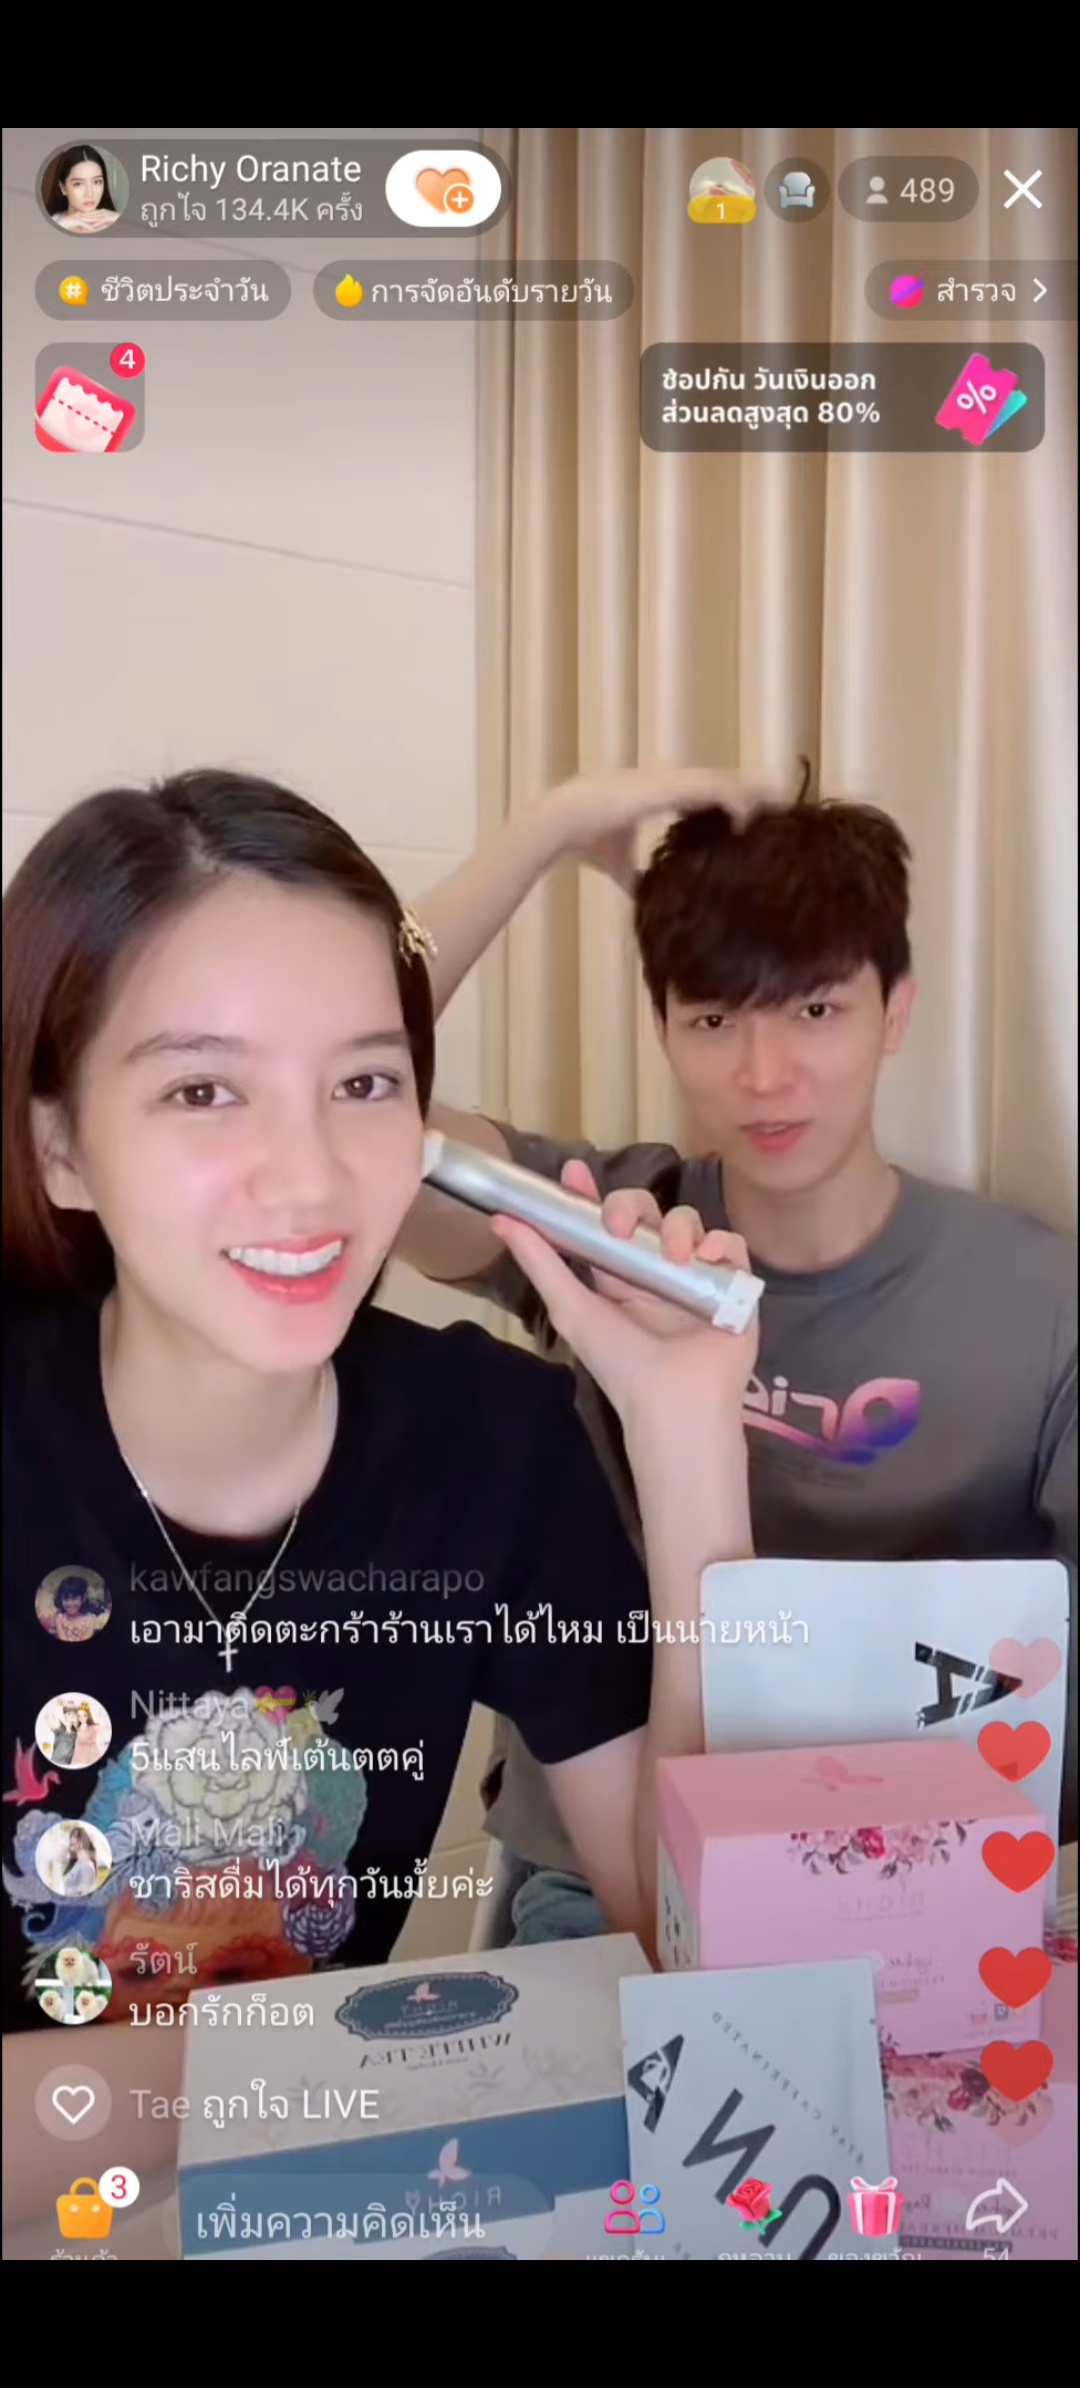 Richy Oranate
ถูกใจ 134.4K ครั้ง
1
489
ชีวิตประจำวัน
การจัดอันดับรายวัน
สำรวจ
4
ช้อปกัน วันเงินออก
ส่วนลดสูงสุด 80%
kawfangswacharapo
เอามาติดตะกร้าร้านเราได้ไหม เป็นนายหน้า
Nittaya
5แสนไลฟ์เต้นตตคู่
Mali Mali
ชาริสดื่มได้ทุกวันมั้ยค่ะ
รัตน์
บอกรักก็อต
Tae ถูกใจ LIVE
RICHY
WHITE TEA
STAY CAFFEINATED
RICHY
3
เพิ่มความคิดเห็น
54